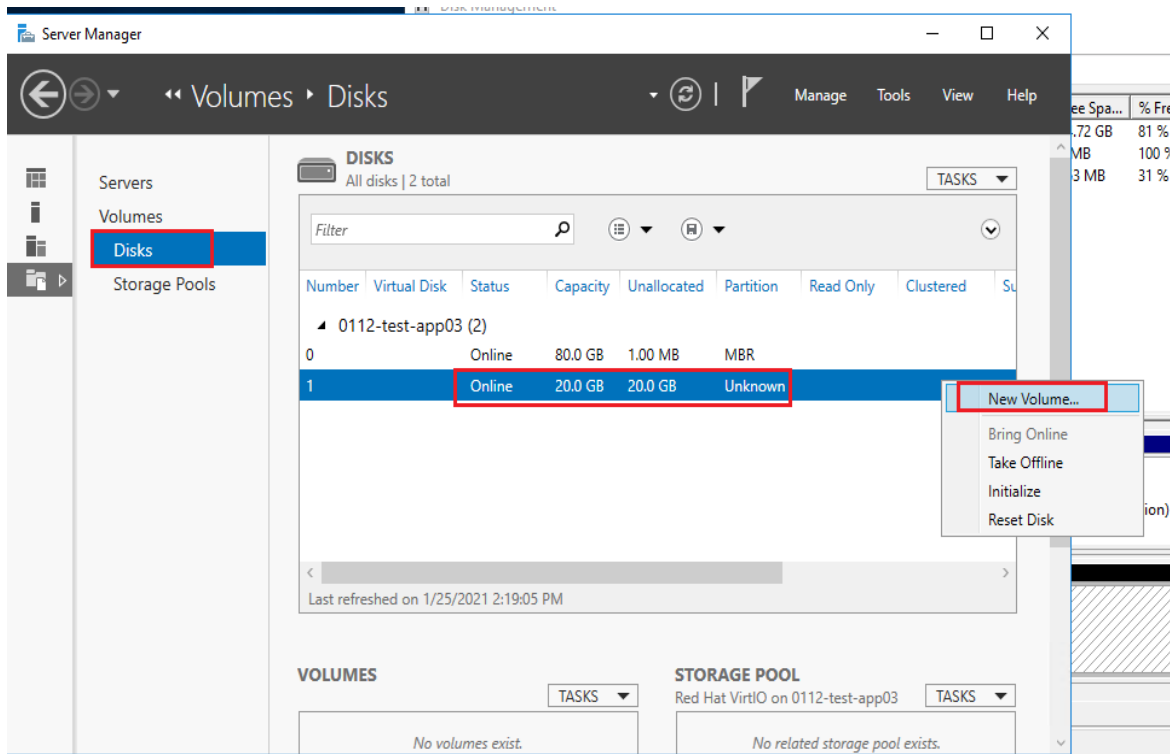 Disk Management
Server Manager
Volumes Disks
Manage Tools View Help
Servers
Volumes
Disks
Storage Pools
DISKS
All disks | 2 total
TASKS
Filter
Number Virtual Disk Status Capacity Unallocated Partition Read Only Clustered Su
0112-test-app03 (2)
0 Online 80.0 GB 1.00 MB MBR
1 Online 20.0 GB 20.0 GB Unknown
New Volume...
Bring Online
Take Offline
Initialize
Reset Disk
Last refreshed on 1/25/2021 2:19:05 PM
VOLUMES
TASKS
No volumes exist.
STORAGE POOL
Red Hat VirtIO on 0112-test-app03
TASKS
No related storage pool exists.
ee Spa... % Fre
.72 GB 81 %
MB 100 %
3 MB 31 %
ion)